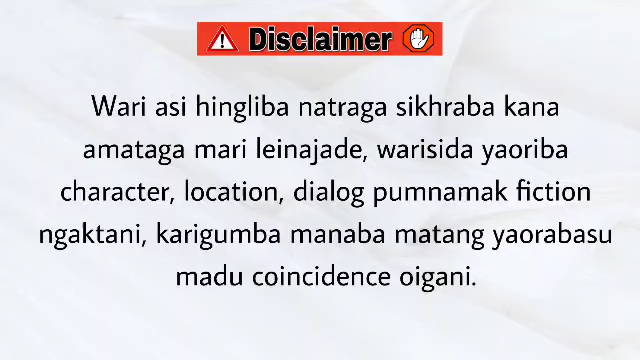 Disclaimer
Wari asi hingliba natraga sikhraba kana
amataga mari leinajade, warisida yaoriba
character, location, dialog pumnamak fiction
ngaktani, karigumba manaba matang yaorabasu
madu coincidence oigani.